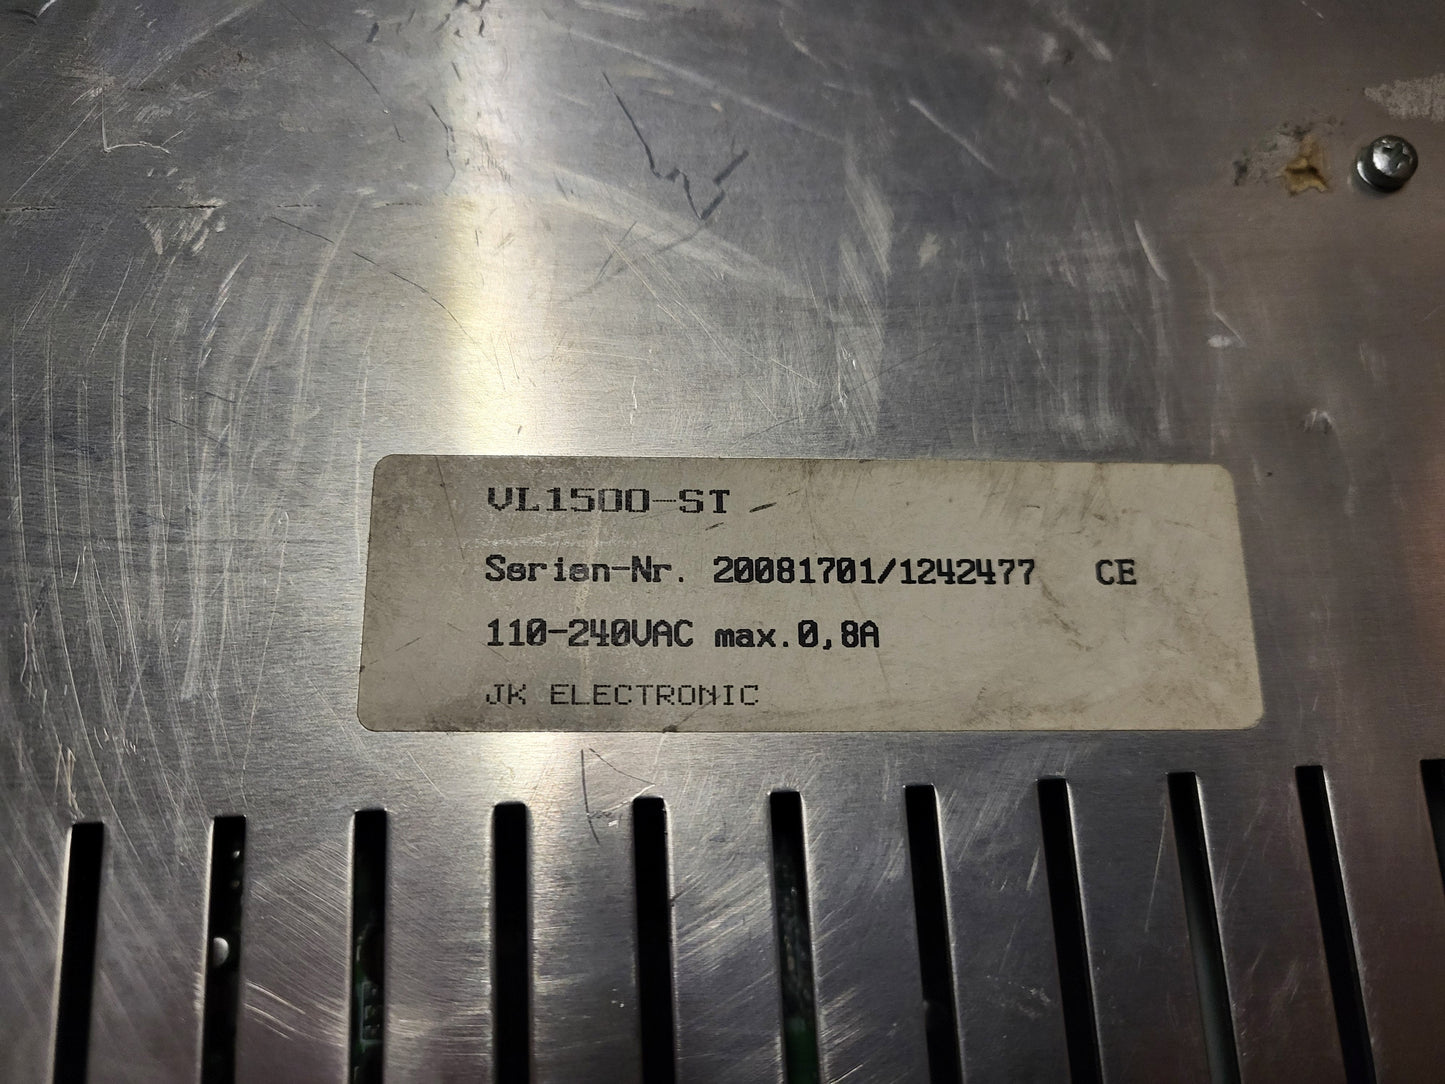 VL1500-ST
Serien-Nr. 20081701/1242477 CE
110-240VAC max.0,8A
JK ELECTRONIC